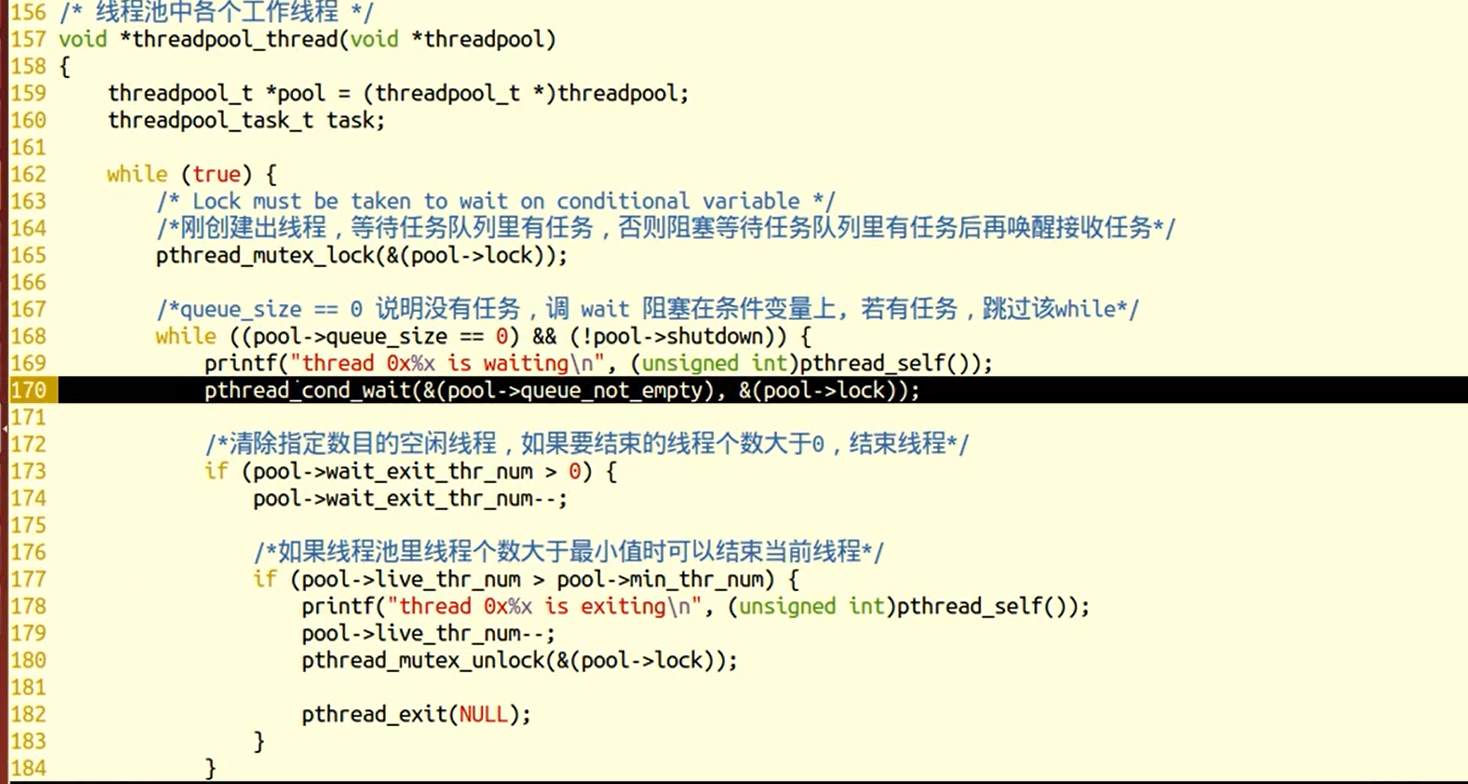 156 /* 线程池中各个工作线程 */
157 void *threadpool_thread(void *threadpool)
158 {
159     threadpool_t *pool = (threadpool_t *)threadpool;
160     threadpool_task_t task;
161
162     while (true) {
163         /* Lock must be taken to wait on conditional variable */
164         /*刚创建出线程，等待任务队列里有任务，否则阻塞等待任务队列里有任务后再唤醒接收任务*/
165         pthread_mutex_lock(&(pool->lock));
166
167         /*queue_size == 0 说明没有任务，调 wait 阻塞在条件变量上, 若有任务，跳过该while*/
168         while ((pool->queue_size == 0) && (!pool->shutdown)) {
169             printf("thread 0x%x is waiting\n", (unsigned int)pthread_self());
170             pthread_cond_wait(&(pool->queue_not_empty), &(pool->lock));
171
172             /*清除指定数目的空闲线程，如果要结束的线程个数大于0，结束线程*/
173             if (pool->wait_exit_thr_num > 0) {
174                 pool->wait_exit_thr_num--;
175
176                 /*如果线程池里线程个数大于最小值时可以结束当前线程*/
177                 if (pool->live_thr_num > pool->min_thr_num) {
178                     printf("thread 0x%x is exiting\n", (unsigned int)pthread_self());
179                     pool->live_thr_num--;
180                     pthread_mutex_unlock(&(pool->lock));
181
182                     pthread_exit(NULL);
183                 }
184             }